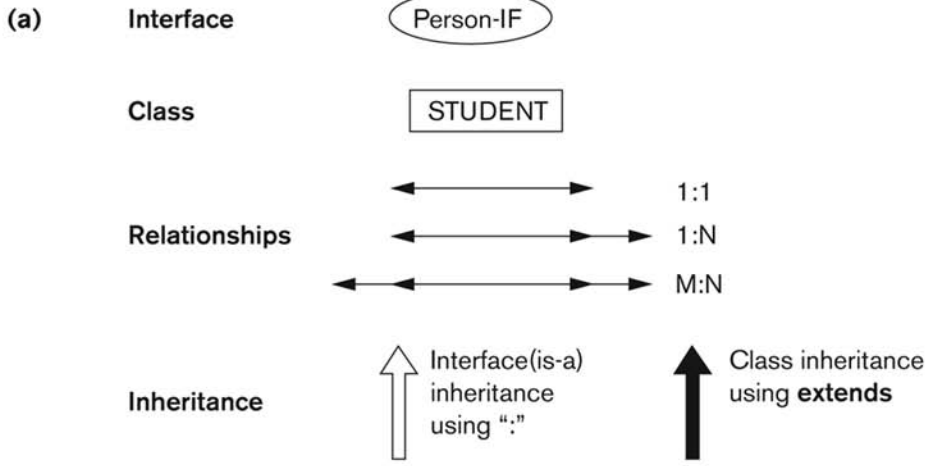 (a) Interface Person-IF
Class STUDENT
1:1
Relationships 1:N
M:N
Inheritance
Interface(is-a)
inheritance
using “:”
Class inheritance
using extends